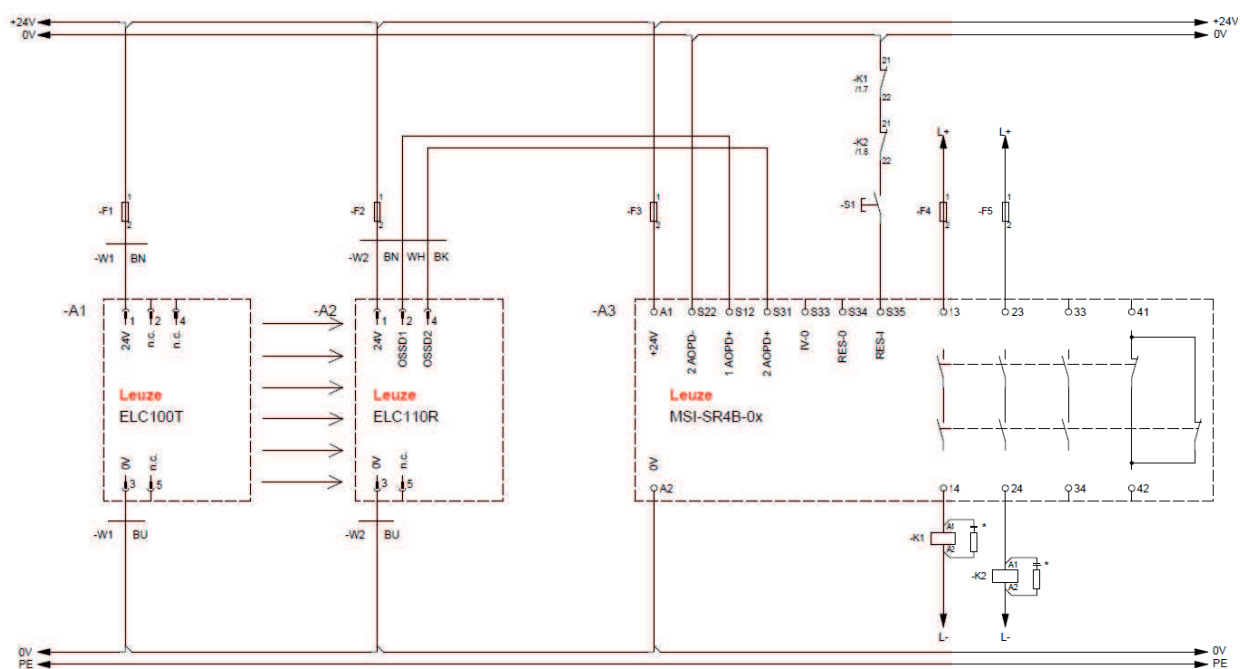 +24V +24V
0V 0V
21
-K1
/1.7
22
21
-K2
/1.8
22
L+ L+
1 1 1 1 1
-F1 -F2 -F3 -S1 -F4 -F5
2 2 2 2 2
-W1 BN -W2 BN WH BK
-A1 -A2 -A3 A1 S22 S12 S31 S33 S34 S35 13 23 33 41
1 2 4 1 2 4
24V n.c. n.c. 24V OSSD1 OSSD2 +24V 2 AOPD- 1 AOPD+ 2 AOPD+ IV-0 RES-0 RES-I
Leuze Leuze Leuze
ELC100T ELC110R MSI-SR4B-0x
0V n.c. 0V n.c. 0V
3 5 3 5 A2 14 24 34 42
-W1 BU -W2 BU
A1 *
-K1
A2
A1 *
-K2
A2
L- L-
0V 0V
PE PE